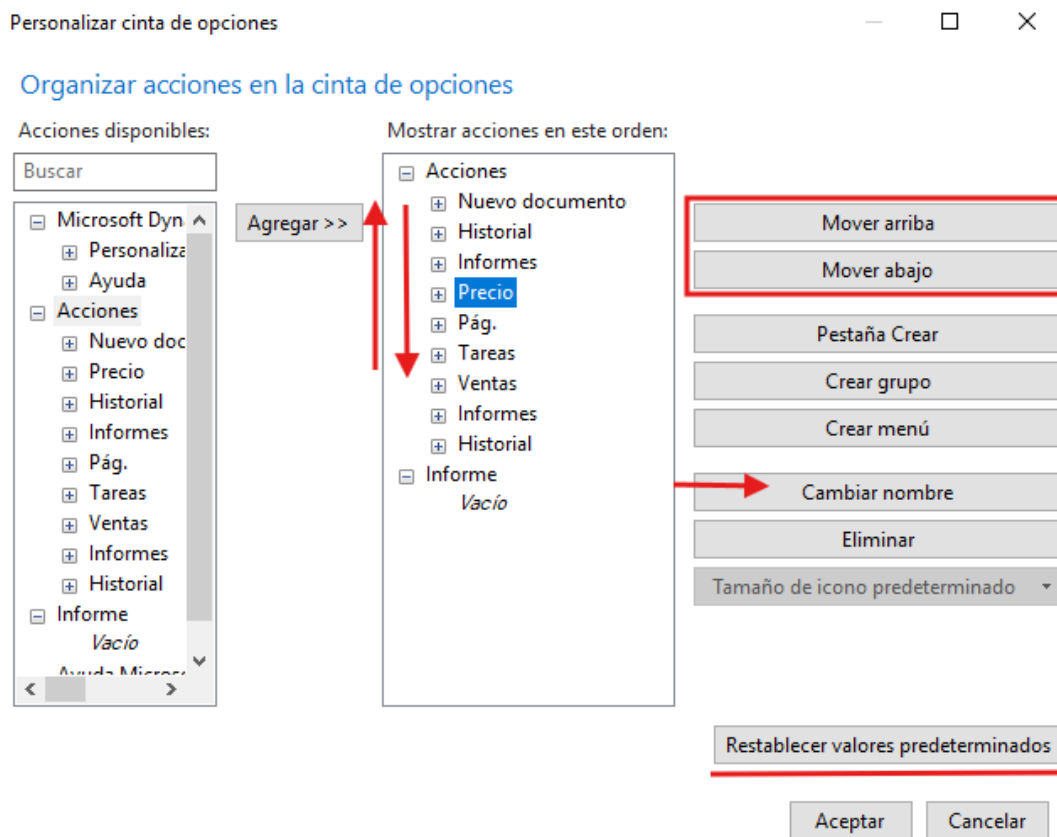 Personalizar cinta de opciones
Organizar acciones en la cinta de opciones
Acciones disponibles:
Buscar
Microsoft Dyn
Personaliza
Ayuda
Acciones
Nuevo doc
Precio
Historial
Informes
Pág.
Tareas
Ventas
Informes
Historial
Informe
Vacío
Ayuda Micros
Agregar >>
Mostrar acciones en este orden:
Acciones
Nuevo documento
Historial
Informes
Precio
Pág.
Tareas
Ventas
Informes
Historial
Informe
Vacío
Mover arriba
Mover abajo
Pestaña Crear
Crear grupo
Crear menú
Cambiar nombre
Eliminar
Tamaño de icono predeterminado
Restablecer valores predeterminados
Aceptar
Cancelar